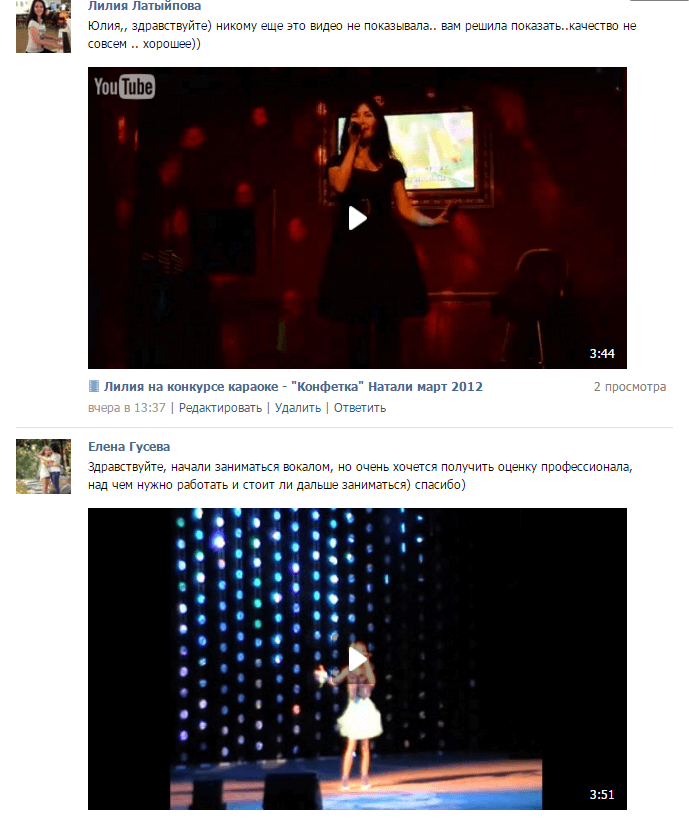 Лилия Латыйпова
Юлия,, здравствуйте) никому еще это видео не показывала.. вам решила показать..качество не
совсем .. хорошее))
YouTube
3:44
Лилия на конкурсе караоке - "Конфетка" Натали март 2012
2 просмотра
вчера в 13:37 | Редактировать | Удалить | Ответить
Елена Гусева
Здравствуйте, начали заниматься вокалом, но очень хочется получить оценку профессионала,
над чем нужно работать и стоит ли дальше заниматься) спасибо)
3:51